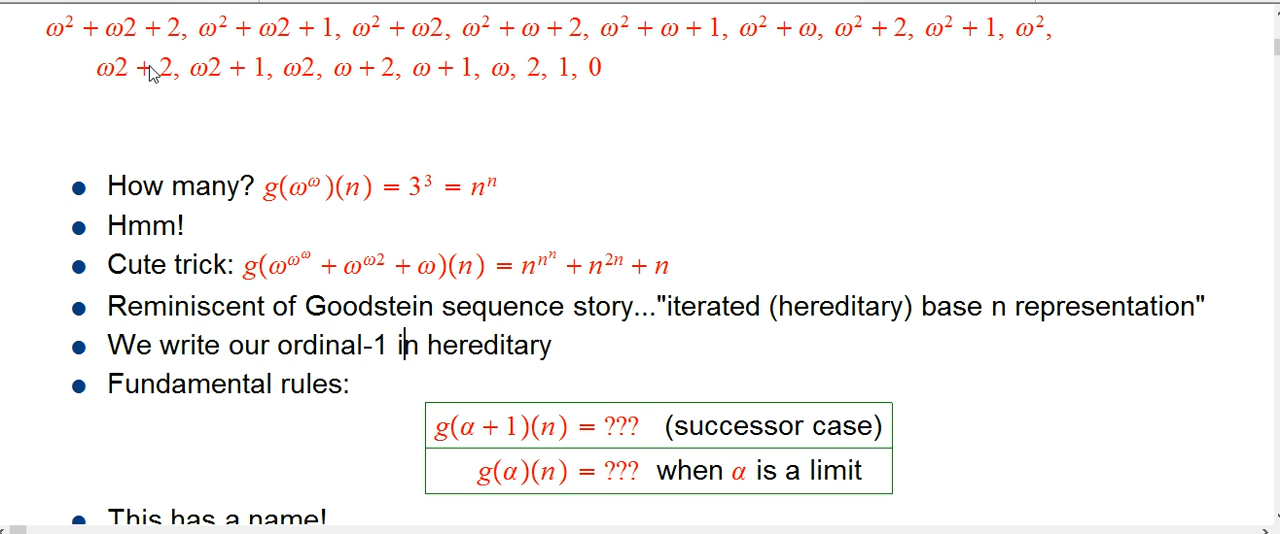 ω² + ω2 + 2, ω² + ω2 + 1, ω² + ω2, ω² + ω + 2, ω² + ω + 1, ω² + ω, ω² + 2, ω² + 1, ω²,
ω2 + 2, ω2 + 1, ω2, ω + 2, ω + 1, ω, 2, 1, 0
• How many? g(ω^ω)(n) = 3³ = nⁿ
• Hmm!
• Cute trick: g(ω^(ω^ω) + ω^(ω2) + ω)(n) = n^(n^n) + n^(2n) + n
• Reminiscent of Goodstein sequence story..."iterated (hereditary) base n representation"
• We write our ordinal-1 in hereditary
• Fundamental rules:
g(α + 1)(n) = ??? (successor case)
g(α)(n) = ??? when α is a limit
• This has a name!